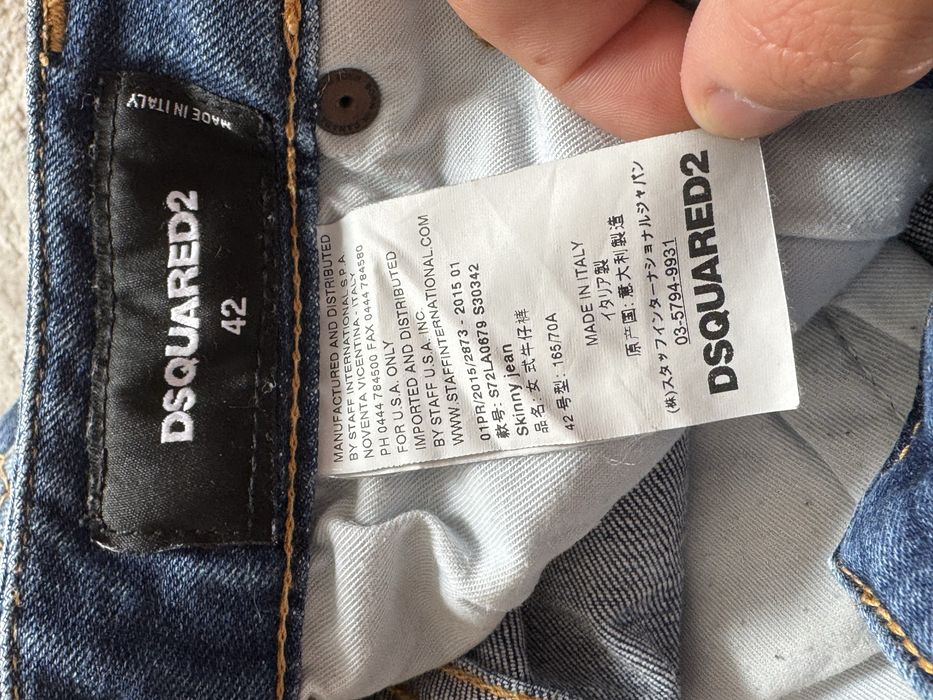 MADE IN ITALY
DSQUARED2
42
MANUFACTURED AND DISTRIBUTED
BY STAFF INTERNATIONAL S.P.A.
NOVENTA VICENTINA - ITALY
PH 0444 784500 FAX 0444 784580
FOR U.S.A. ONLY
IMPORTED AND DISTRIBUTED
BY STAFF U.S.A. INC.
WWW.STAFFINTERNATIONAL.COM
01PR/2015/2873 - 2015 01
款号: S72LA0679 S30342
Skinny Jean
品名: 女 式牛仔裤
42 号型: 165/70A
MADE IN ITALY
イタリア製
原产国: 意大利製造
(株)スタッフインターナショナルジャパン
03-5794-9931
DSQUARED2